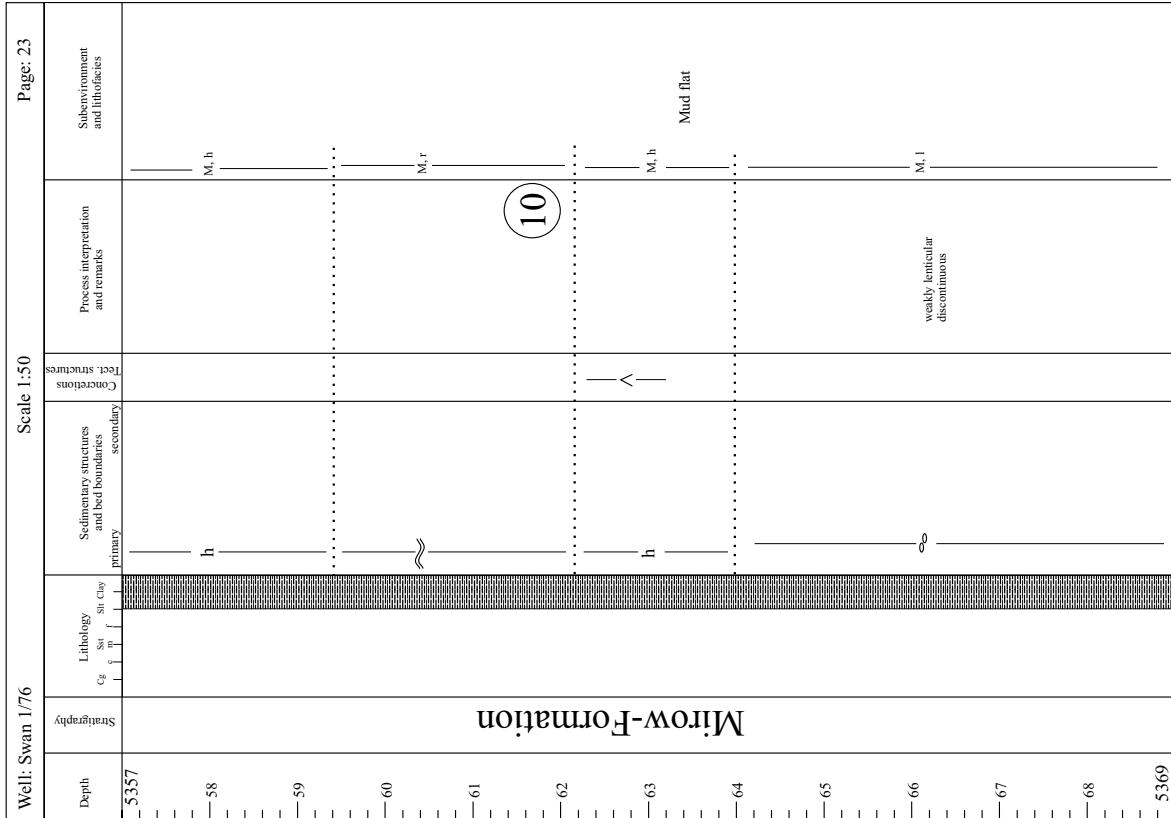 Well: Swan 1/76
Scale 1:50
Page: 23
Depth
Stratigraphy
Lithology
Cg c m f Slt Clay
Sst
Sedimentary structures
and bed boundaries
primary
secondary
Concretions
Tect. structures
Process interpretation
and remarks
Subenvironment
and lithofacies
5357
58
59
60
61
62
63
64
65
66
67
68
5369
Mirow-Formation
h
h
10
weakly lenticular
discontinuous
M, h
M, r
M, h
M, l
Mud flat